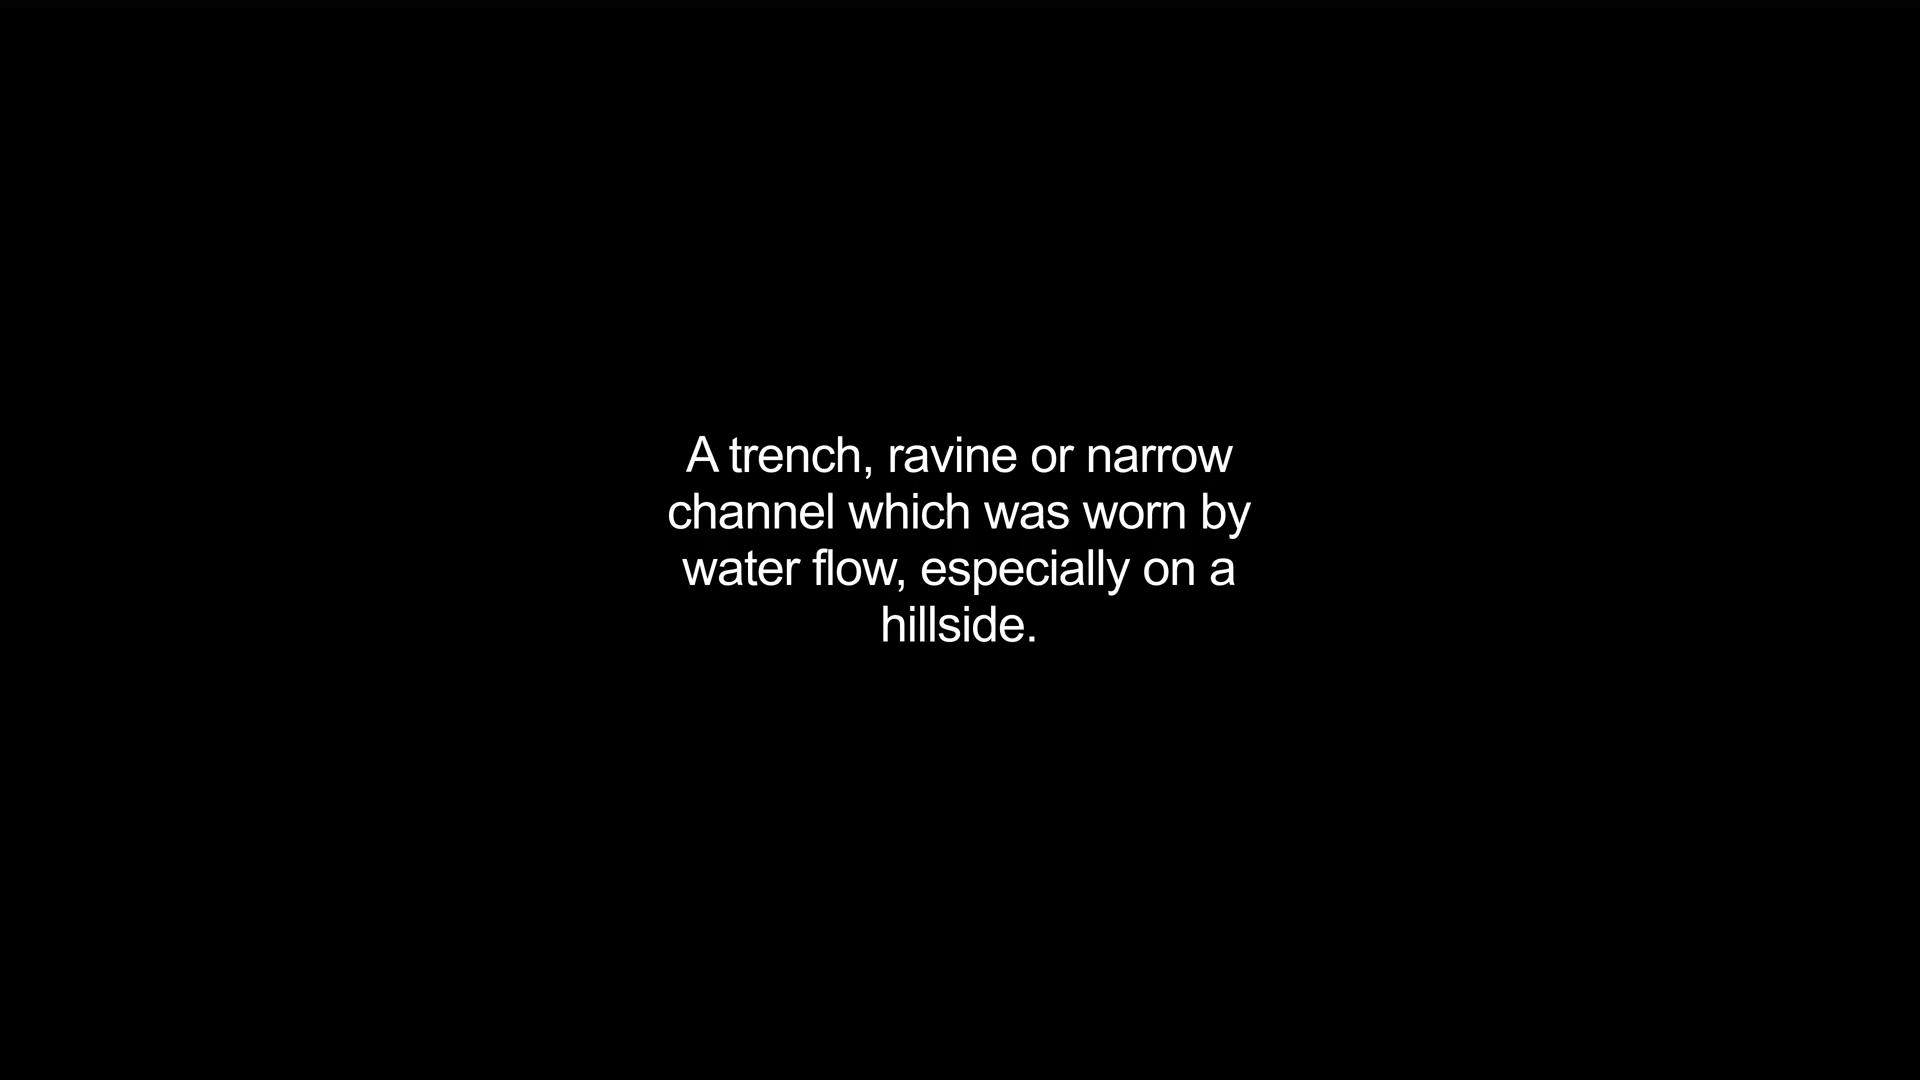 A trench, ravine or narrow
channel which was worn by
water flow, especially on a
hillside.